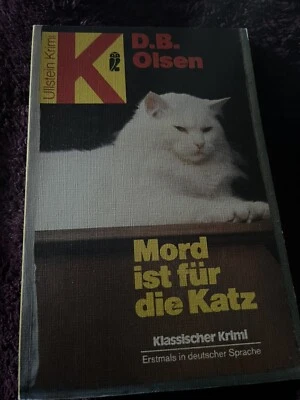 Ullstein Krimi
K
D.B.
Olsen
Mord
ist für
die Katz
Klassischer Krimi
Erstmals in deutscher Sprache